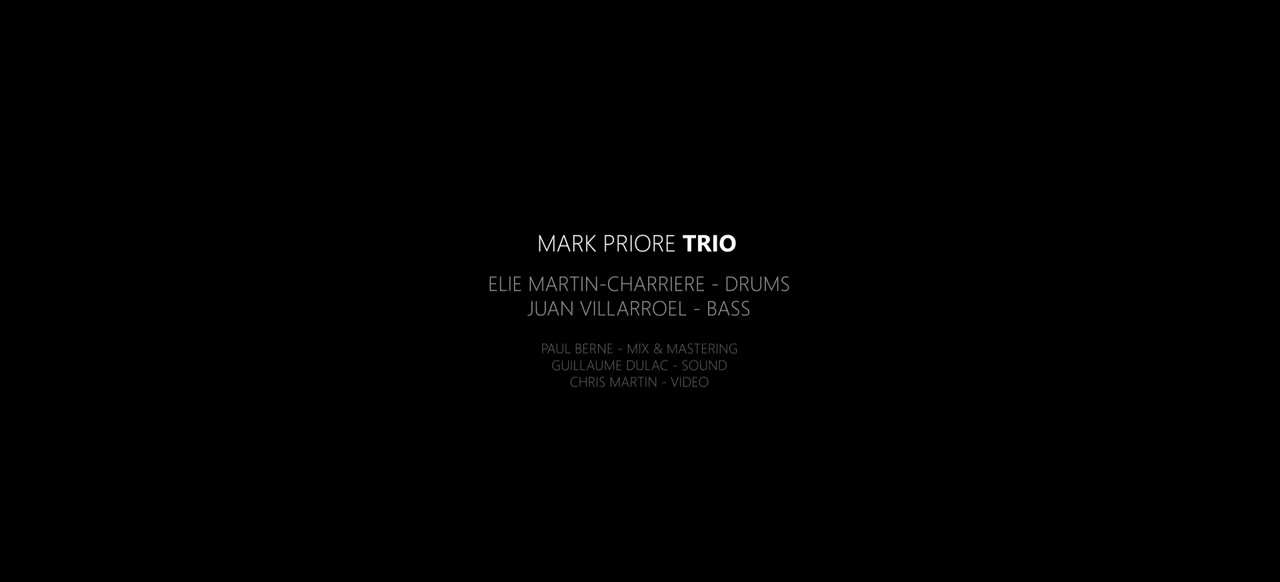 MARK PRIORE TRIO
ELIE MARTIN-CHARRIERE - DRUMS
JUAN VILLARROEL - BASS
PAUL BERNE - MIX & MASTERING
GUILLAUME DULAC - SOUND
CHRIS MARTIN - VIDEO